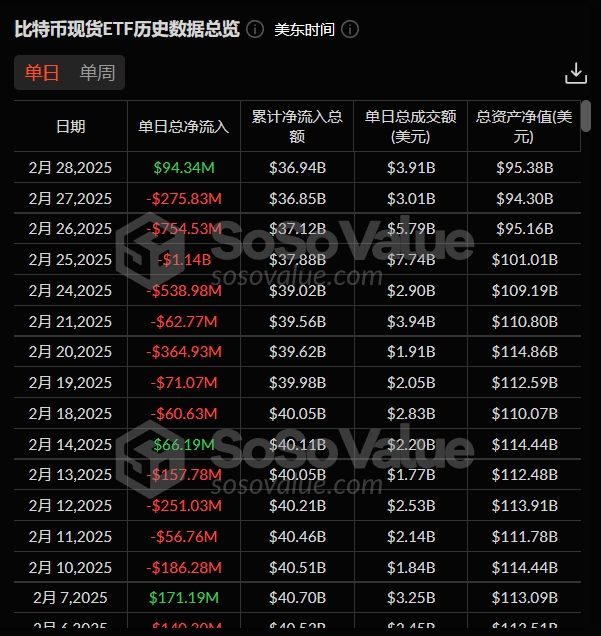 比特币现货ETF历史数据总览 美东时间
单日 单周
日期 单日总净流入 累计净流入总额 单日总成交额(美元) 总资产净值(美元)
2月 28,2025 $94.34M $36.94B $3.91B $95.38B
2月 27,2025 -$275.83M $36.85B $3.01B $94.30B
2月 26,2025 -$754.53M $37.12B $5.79B $95.16B
2月 25,2025 -$1.14B $37.88B $7.74B $101.01B
2月 24,2025 -$538.98M $39.02B $2.90B $109.19B
2月 21,2025 -$62.77M $39.56B $3.94B $110.80B
2月 20,2025 -$364.93M $39.62B $1.91B $114.86B
2月 19,2025 -$71.07M $39.98B $2.05B $112.59B
2月 18,2025 -$60.63M $40.05B $2.83B $110.07B
2月 14,2025 $66.19M $40.11B $2.20B $114.44B
2月 13,2025 -$157.78M $40.05B $1.77B $112.48B
2月 12,2025 -$251.03M $40.21B $2.53B $113.91B
2月 11,2025 -$56.76M $40.46B $2.14B $111.78B
2月 10,2025 -$186.28M $40.51B $1.84B $114.44B
2月 7,2025 $171.19M $40.70B $3.25B $113.09B
SoSoValue
sosovalue.com
SoSoValue
sosovalue.com